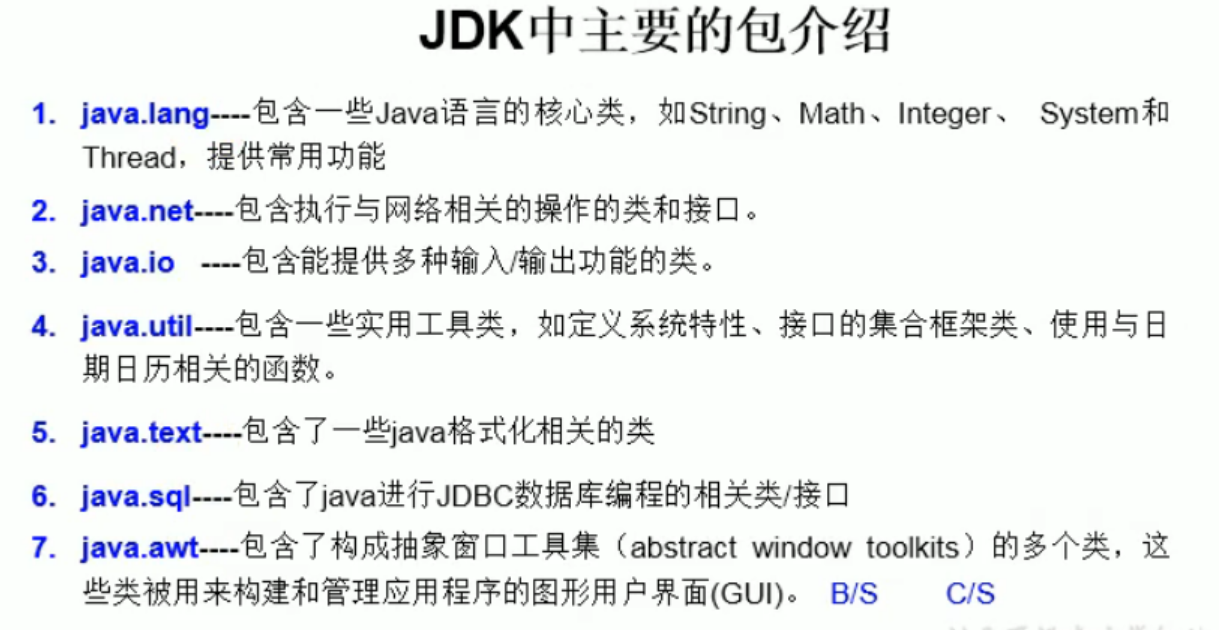 JDK中主要的包介绍
1. java.lang----包含一些Java语言的核心类，如String、Math、Integer、 System和
Thread，提供常用功能
2. java.net----包含执行与网络相关的操作的类和接口。
3. java.io ----包含能提供多种输入/输出功能的类。
4. java.util----包含一些实用工具类，如定义系统特性、接口的集合框架类、使用与日
期日历相关的函数。
5. java.text----包含了一些java格式化相关的类
6. java.sql----包含了java进行JDBC数据库编程的相关类/接口
7. java.awt----包含了构成抽象窗口工具集（abstract window toolkits）的多个类，这
些类被用来构建和管理应用程序的图形用户界面(GUI)。 B/S C/S